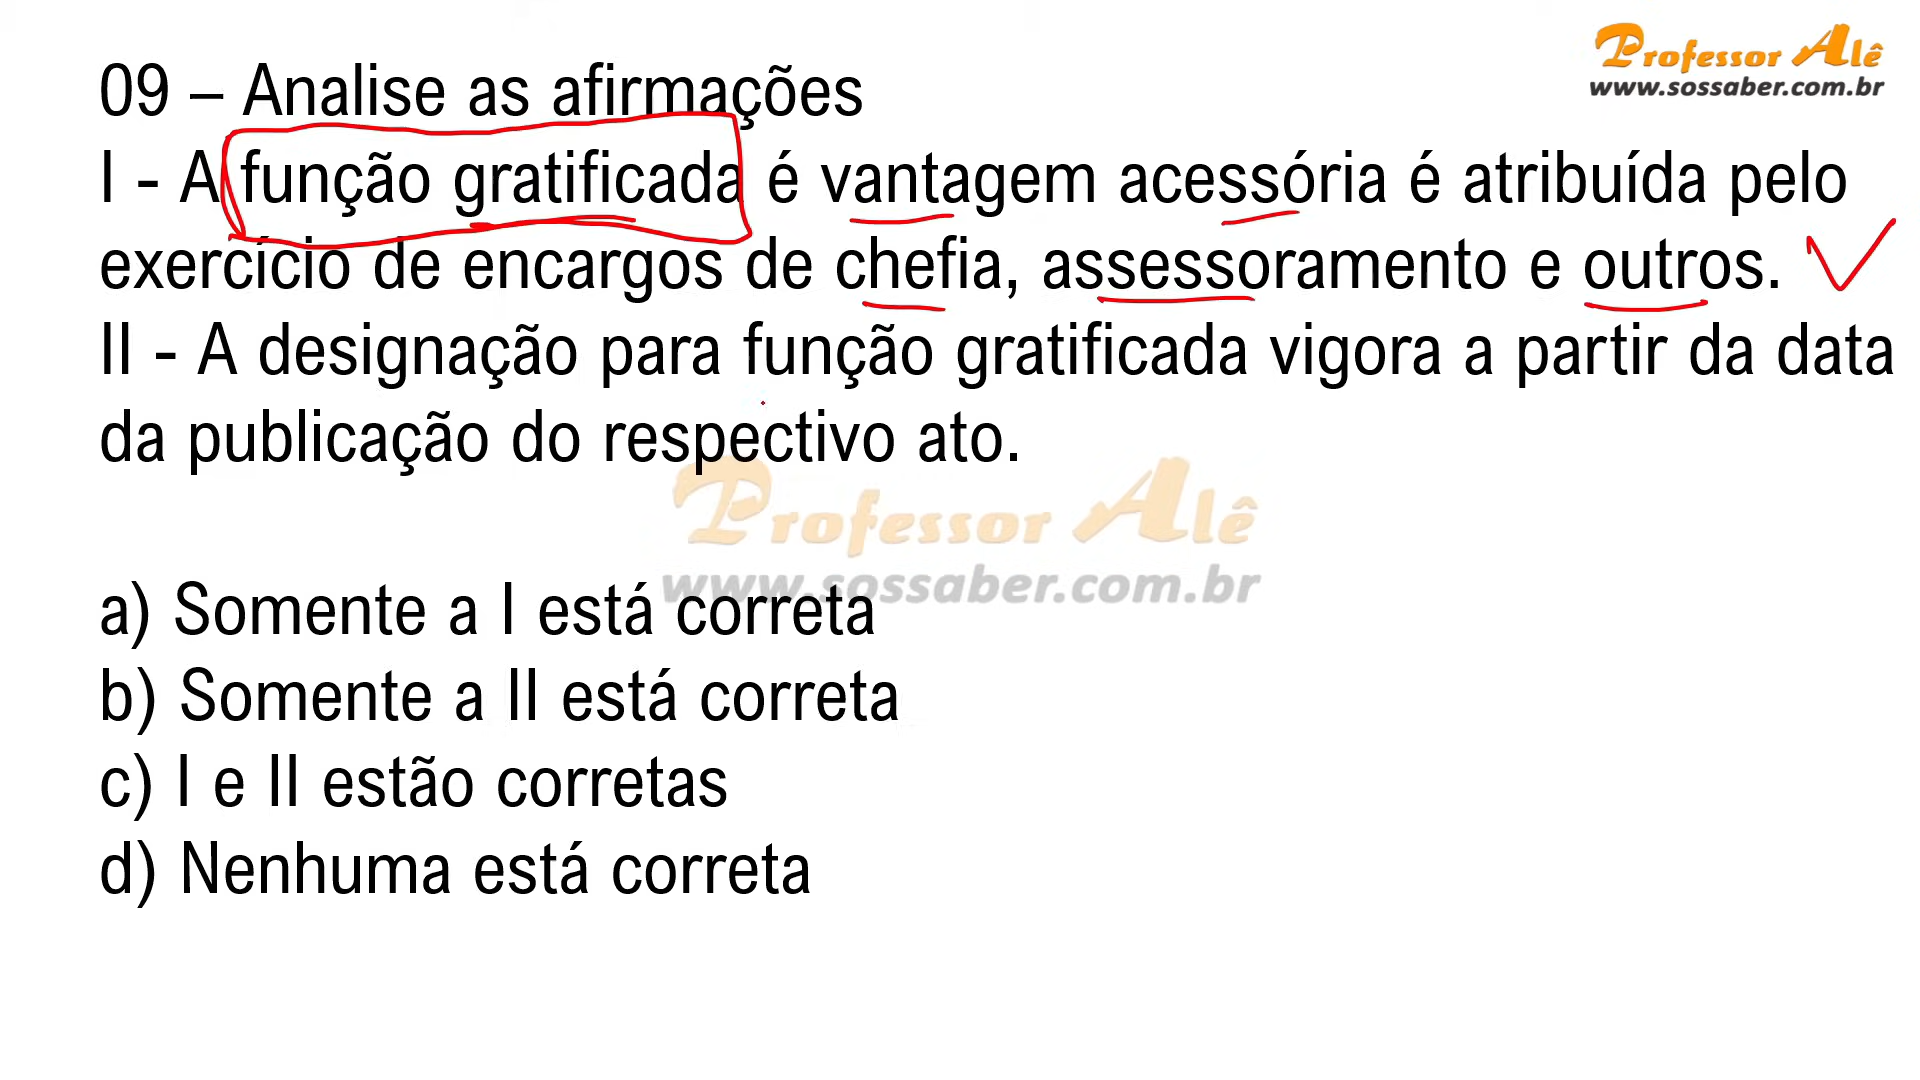 Professor Alê
www.sossaber.com.br
09 – Analise as afirmações
I - A função gratificada é vantagem acessória é atribuída pelo
exercício de encargos de chefia, assessoramento e outros.
II - A designação para função gratificada vigora a partir da data
da publicação do respectivo ato.
Professor Alê
www.sossaber.com.br
a) Somente a I está correta
b) Somente a II está correta
c) I e II estão corretas
d) Nenhuma está correta